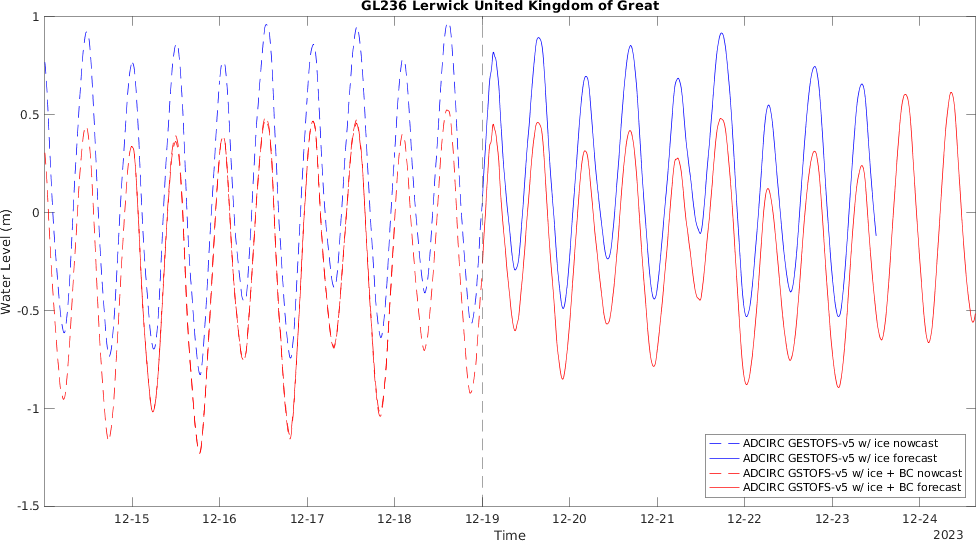 GL236 Lerwick United Kingdom of Great
1
0.5
0
-0.5
-1
-1.5
Water Level (m)
ADCIRC GESTOFS-v5 w/ ice nowcast
ADCIRC GESTOFS-v5 w/ ice forecast
ADCIRC GSTOFS-v5 w/ ice + BC nowcast
ADCIRC GSTOFS-v5 w/ ice + BC forecast
12-15 12-16 12-17 12-18 12-19 12-20 12-21 12-22 12-23 12-24
Time
2023